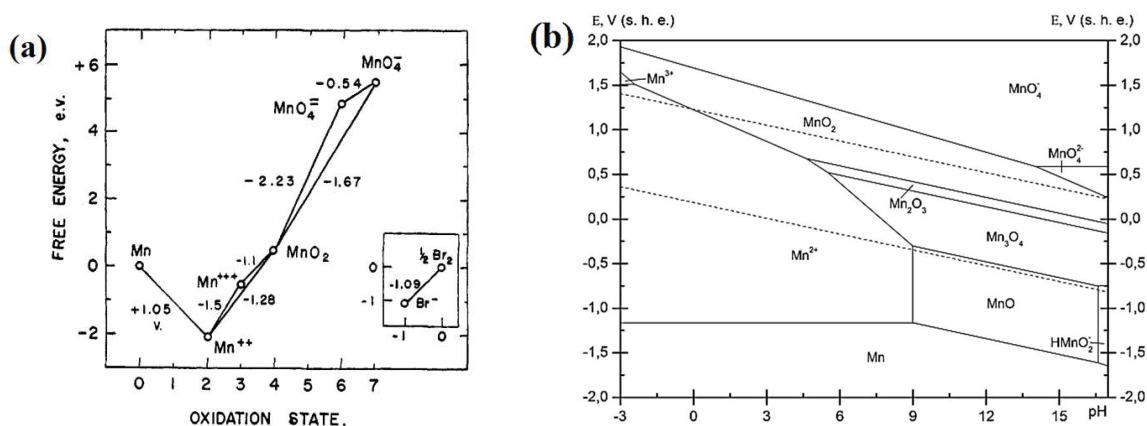 (a)
FREE ENERGY, e.v.
+6
4
2
0
-2
0 1 2 3 4 5 6 7
OXIDATION STATE.
Mn
+1.05
V.
Mn++
Mn+++
-1.5
-1.1
-1.28
MnO2
-2.23
-1.67
MnO4=
-0.54
MnO4-
0
-1
½ Br2
-1.09
Br-
-1 0
(b)
E, V (s. h. e.)
E, V (s. h. e.)
2,0
1,5
1,0
0,5
0,0
-0,5
-1,0
-1,5
-2,0
2,0
1,5
1,0
0,5
0,0
-0,5
-1,0
-1,5
-2,0
-3 0 3 6 9 12 15 pH
Mn3+
MnO4-
MnO2
MnO42-
Mn2O3
Mn3O4
Mn2+
MnO
HMnO2-
Mn